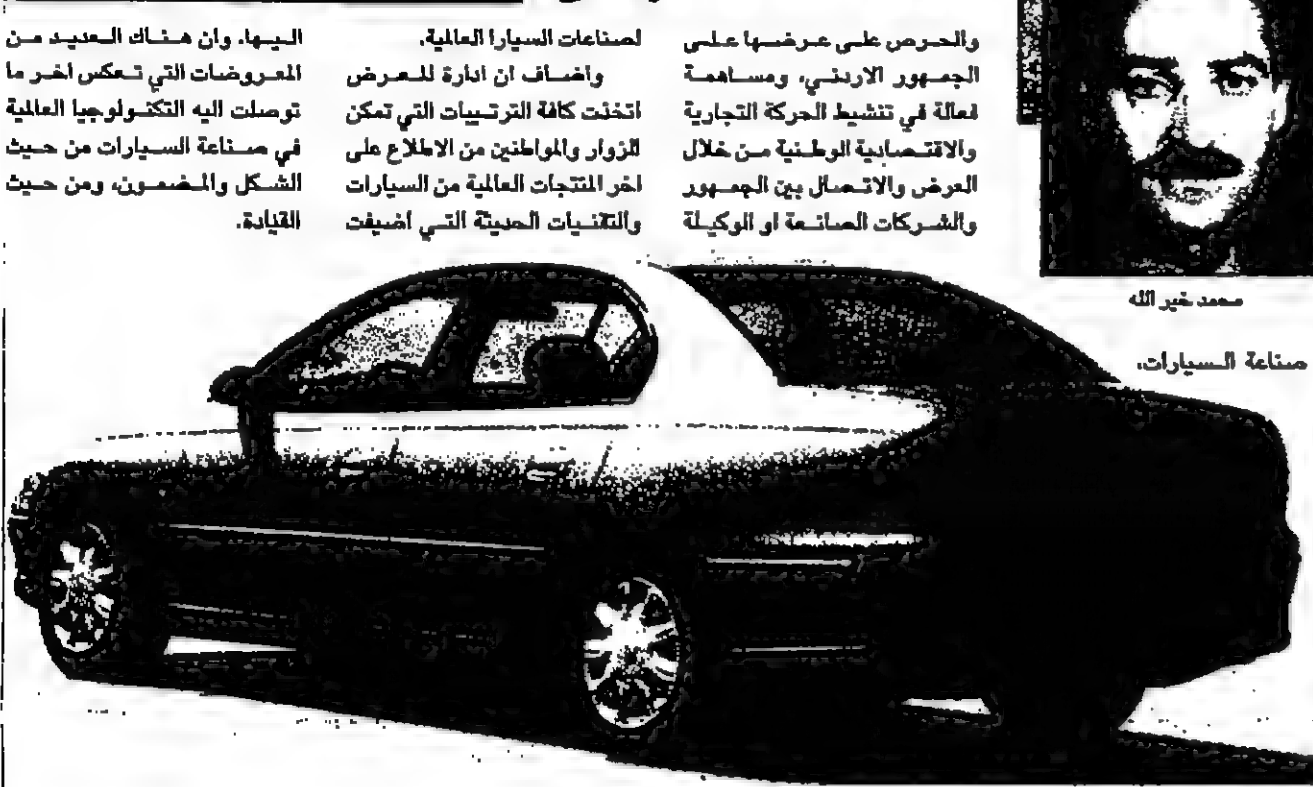 محمد خير الله
صناعة السيارات،
والحرص على عرضها على
الجمهور الاردني، ومساهمة
فعالة في تنشيط الحركة التجارية
والاقتصادية الوطنية من خلال
العرض والاتصال بين الجمهور
والشركات الصانعة او الوكيلة
لصناعات السيارا العالمية.
واضاف ان ادارة المعرض
اتخذت كافة الترتيبات التي تمكن
الزوار والمواطنين من الاطلاع على
اخر المنتجات العالمية من السيارات
والتقنيات الحديثة التي اضيفت
اليها. وان هناك العديد من
المعروضات التي تعكس اخر ما
توصلت اليه التكنولوجيا العالمية
في صناعة السيارات من حيث
الشكل والمضمون، ومن حيث
القيادة.